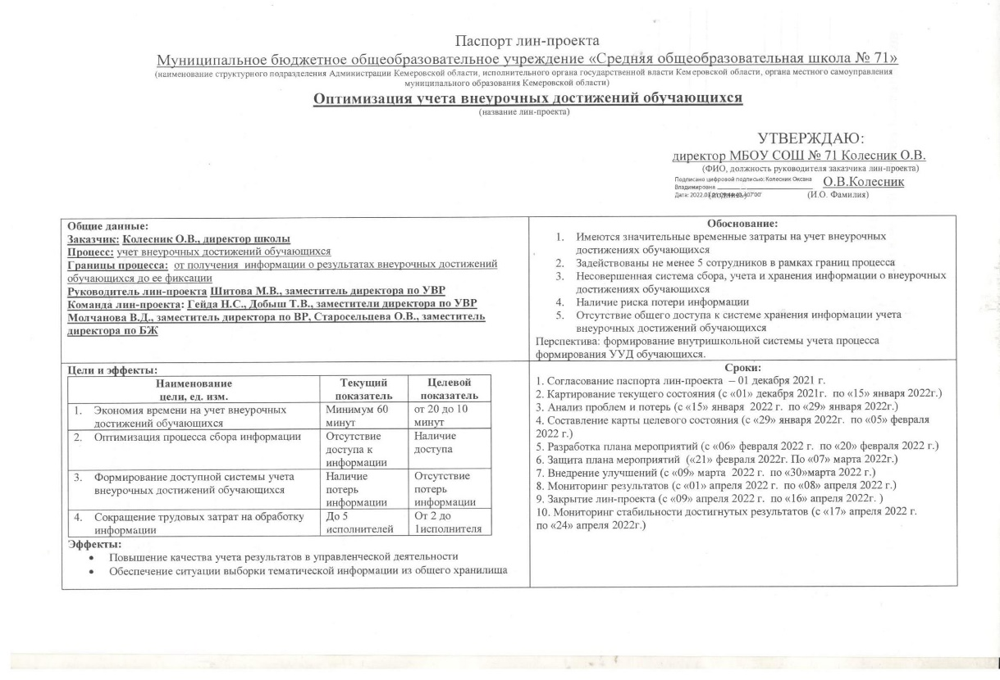 Паспорт лин-проекта
Муниципальное бюджетное общеобразовательное учреждение «Средняя общеобразовательная школа № 71»
(наименование структурного подразделения Администрации Кемеровской области, исполнительного органа государственной власти Кемеровской области, органа местного самоуправления
муниципального образования Кемеровской области)
Оптимизация учета внеурочных достижений обучающихся
(название лин-проекта)
УТВЕРЖДАЮ:
директор МБОУ СОШ № 71 Колесник О.В.
(ФИО, должность руководителя заказчика лин-проекта)
Подписано цифровой подписью: Колесник Оксана
Владимировна
О.В.Колесник
Дата: 2022.0
(И.О. Фамилия)
Общие данные:
Заказчик: Колесник О.В., директор школы
Процесс: учет внеурочных достижений обучающихся
Границы процесса: от получения информации о результатах внеурочных достижений
обучающихся до ее фиксации
Руководитель лин-проекта Шитова М.В., заместитель директора по УВР
Команда лин-проекта: Гейда Н.С., Добыш Т.В., заместители директора по УВР
Молчанова В.Д., заместитель директора по ВР, Старосельцева О.В., заместитель
директора по БЖ
Обоснование:
1. Имеются значительные временные затраты на учет внеурочных
достижениях обучающихся
2. Задействованы не менее 5 сотрудников в рамках границ процесса
3. Несовершенная система сбора, учета и хранения информации о внеурочных
достижениях обучающихся
4. Наличие риска потери информации
5. Отсутствие общего доступа к системе хранения информации учета
внеурочных достижений обучающихся
Перспектива: формирование внутришкольной системы учета процесса
формирования УУД обучающихся.
Цели и эффекты:
Наименование
цели, ед. изм.
Текущий
показатель
Целевой
показатель
1. Экономия времени на учет внеурочных
достижений обучающихся
Минимум 60
минут
от 20 до 10
минут
2. Оптимизация процесса сбора информации
Отсутствие
доступа к
информации
Наличие
доступа
3. Формирование доступной системы учета
внеурочных достижений обучающихся
Наличие
потерь
информации
Отсутствие
потерь
информации
4. Сокращение трудовых затрат на обработку
информации
До 5
исполнителей
От 2 до
1исполнителя
Эффекты:
• Повышение качества учета результатов в управленческой деятельности
• Обеспечение ситуации выборки тематической информации из общего хранилища
Сроки:
1. Согласование паспорта лин-проекта – 01 декабря 2021 г.
2. Картирование текущего состояния (с «01» декабря 2021г. по «15» января 2022г.)
3. Анализ проблем и потерь (с «15» января 2022 г. по «29» января 2022г.)
4. Составление карты целевого состояния (с «29» января 2022г. по «05» февраля
2022 г.)
5. Разработка плана мероприятий (с «06» февраля 2022 г. по «20» февраля 2022 г.)
6. Защита плана мероприятий («21» февраля 2022г. По «07» марта 2022г.)
7. Внедрение улучшений (с «09» марта 2022 г. по «30»марта 2022 г.)
8. Мониторинг результатов (с «01» апреля 2022 г. по «08» апреля 2022 г.)
9. Закрытие лин-проекта (с «09» апреля 2022 г. по «16» апреля 2022г. )
10. Мониторинг стабильности достигнутых результатов (с «17» апреля 2022 г.
по «24» апреля 2022г.)